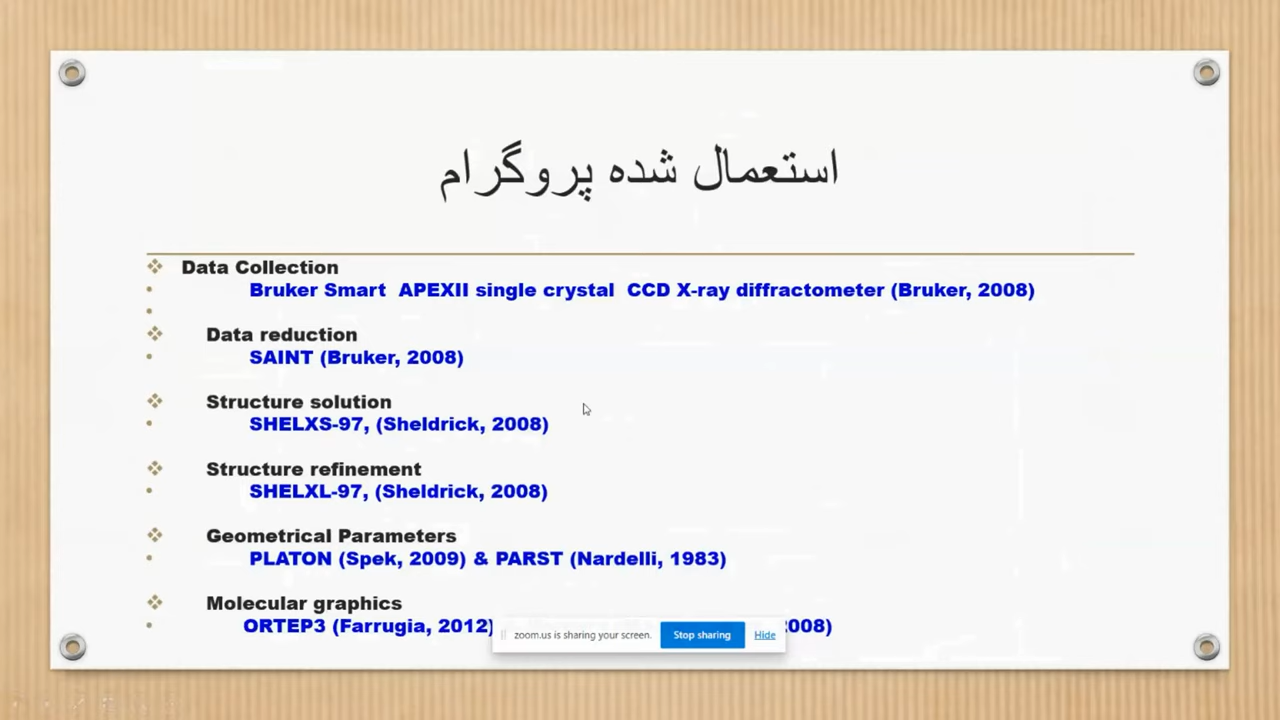 استعمال شدہ پروگرام
Data Collection
Bruker Smart APEXII single crystal CCD X-ray diffractometer (Bruker, 2008)
Data reduction
SAINT (Bruker, 2008)
Structure solution
SHELXS-97, (Sheldrick, 2008)
Structure refinement
SHELXL-97, (Sheldrick, 2008)
Geometrical Parameters
PLATON (Spek, 2009) & PARST (Nardelli, 1983)
Molecular graphics
ORTEP3 (Farrugia, 2012) 2008)
zoom.us is sharing your screen. Stop sharing Hide